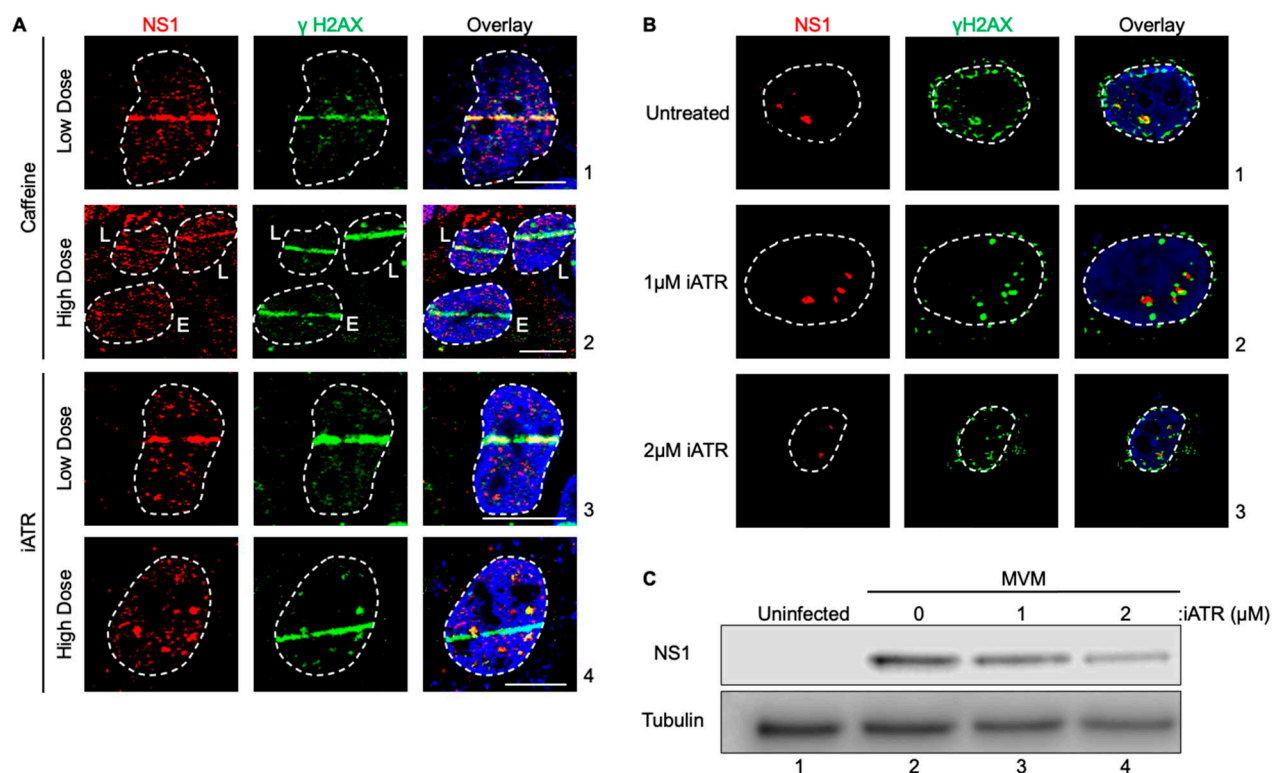 A
NS1
γ H2AX
Overlay
Caffeine
Low Dose
1
High Dose
L
L
E
L
L
E
L
L
E
2
iATR
Low Dose
3
High Dose
4
B
NS1
γH2AX
Overlay
Untreated
1
1µM iATR
2
2µM iATR
3
C
MVM
Uninfected 0 1 2 :iATR (µM)
NS1
Tubulin
1 2 3 4